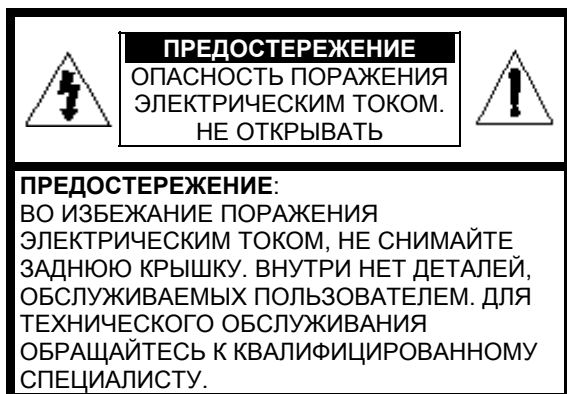 ПРЕДОСТЕРЕЖЕНИЕ
ОПАСНОСТЬ ПОРАЖЕНИЯ
ЭЛЕКТРИЧЕСКИМ ТОКОМ.
НЕ ОТКРЫВАТЬ
ПРЕДОСТЕРЕЖЕНИЕ:
ВО ИЗБЕЖАНИЕ ПОРАЖЕНИЯ
ЭЛЕКТРИЧЕСКИМ ТОКОМ, НЕ СНИМАЙТЕ
ЗАДНЮЮ КРЫШКУ. ВНУТРИ НЕТ ДЕТАЛЕЙ,
ОБСЛУЖИВАЕМЫХ ПОЛЬЗОВАТЕЛЕМ. ДЛЯ
ТЕХНИЧЕСКОГО ОБСЛУЖИВАНИЯ
ОБРАЩАЙТЕСЬ К КВАЛИФИЦИРОВАННОМУ
СПЕЦИАЛИСТУ.